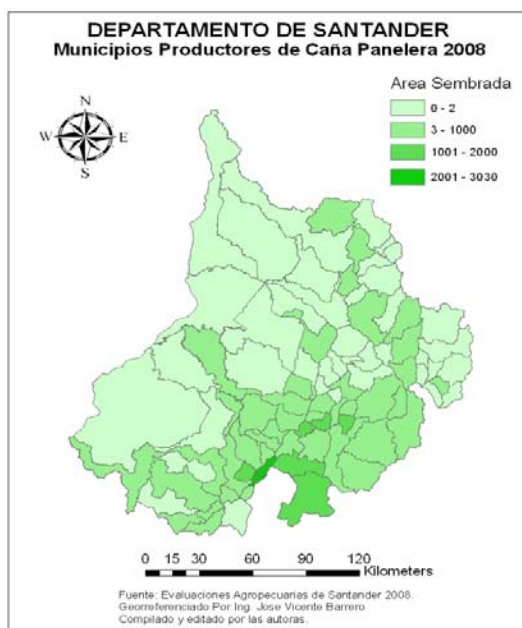 DEPARTAMENTO DE SANTANDER
Municipios Productores de Caña Panelera 2008
Area Sembrada
0 - 2
3 - 1000
1001 - 2000
2001 - 3030
N
W E
S
0 15 30 60 90 120
Kilometers
Fuente: Evaluaciones Agropecuarias de Santander 2008.
Georreferenciado Por Ing. Jose Vicente Barrero
Compilado y editado por las autoras.